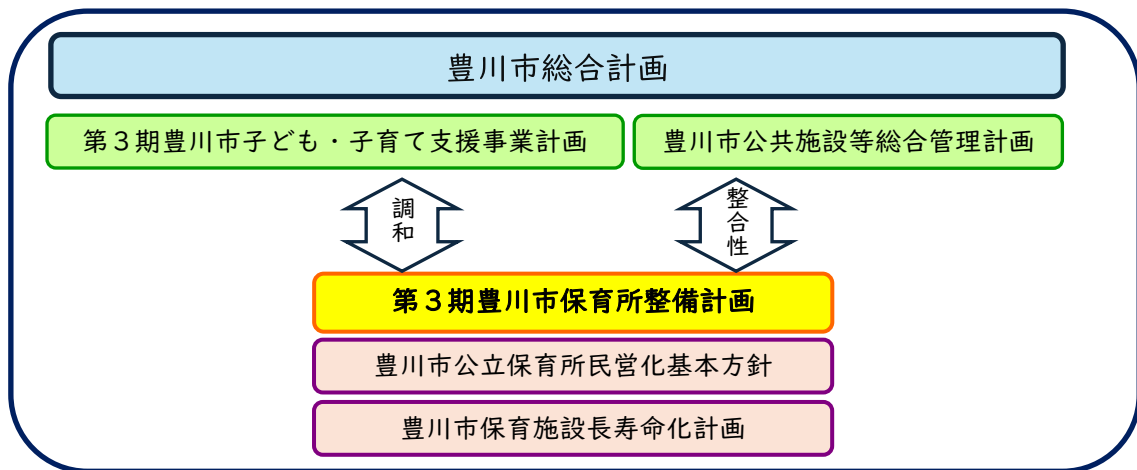 豊川市総合計画
第３期豊川市子ども・子育て支援事業計画
豊川市公共施設等総合管理計画
調和
整合性
第３期豊川市保育所整備計画
豊川市公立保育所民営化基本方針
豊川市保育施設長寿命化計画